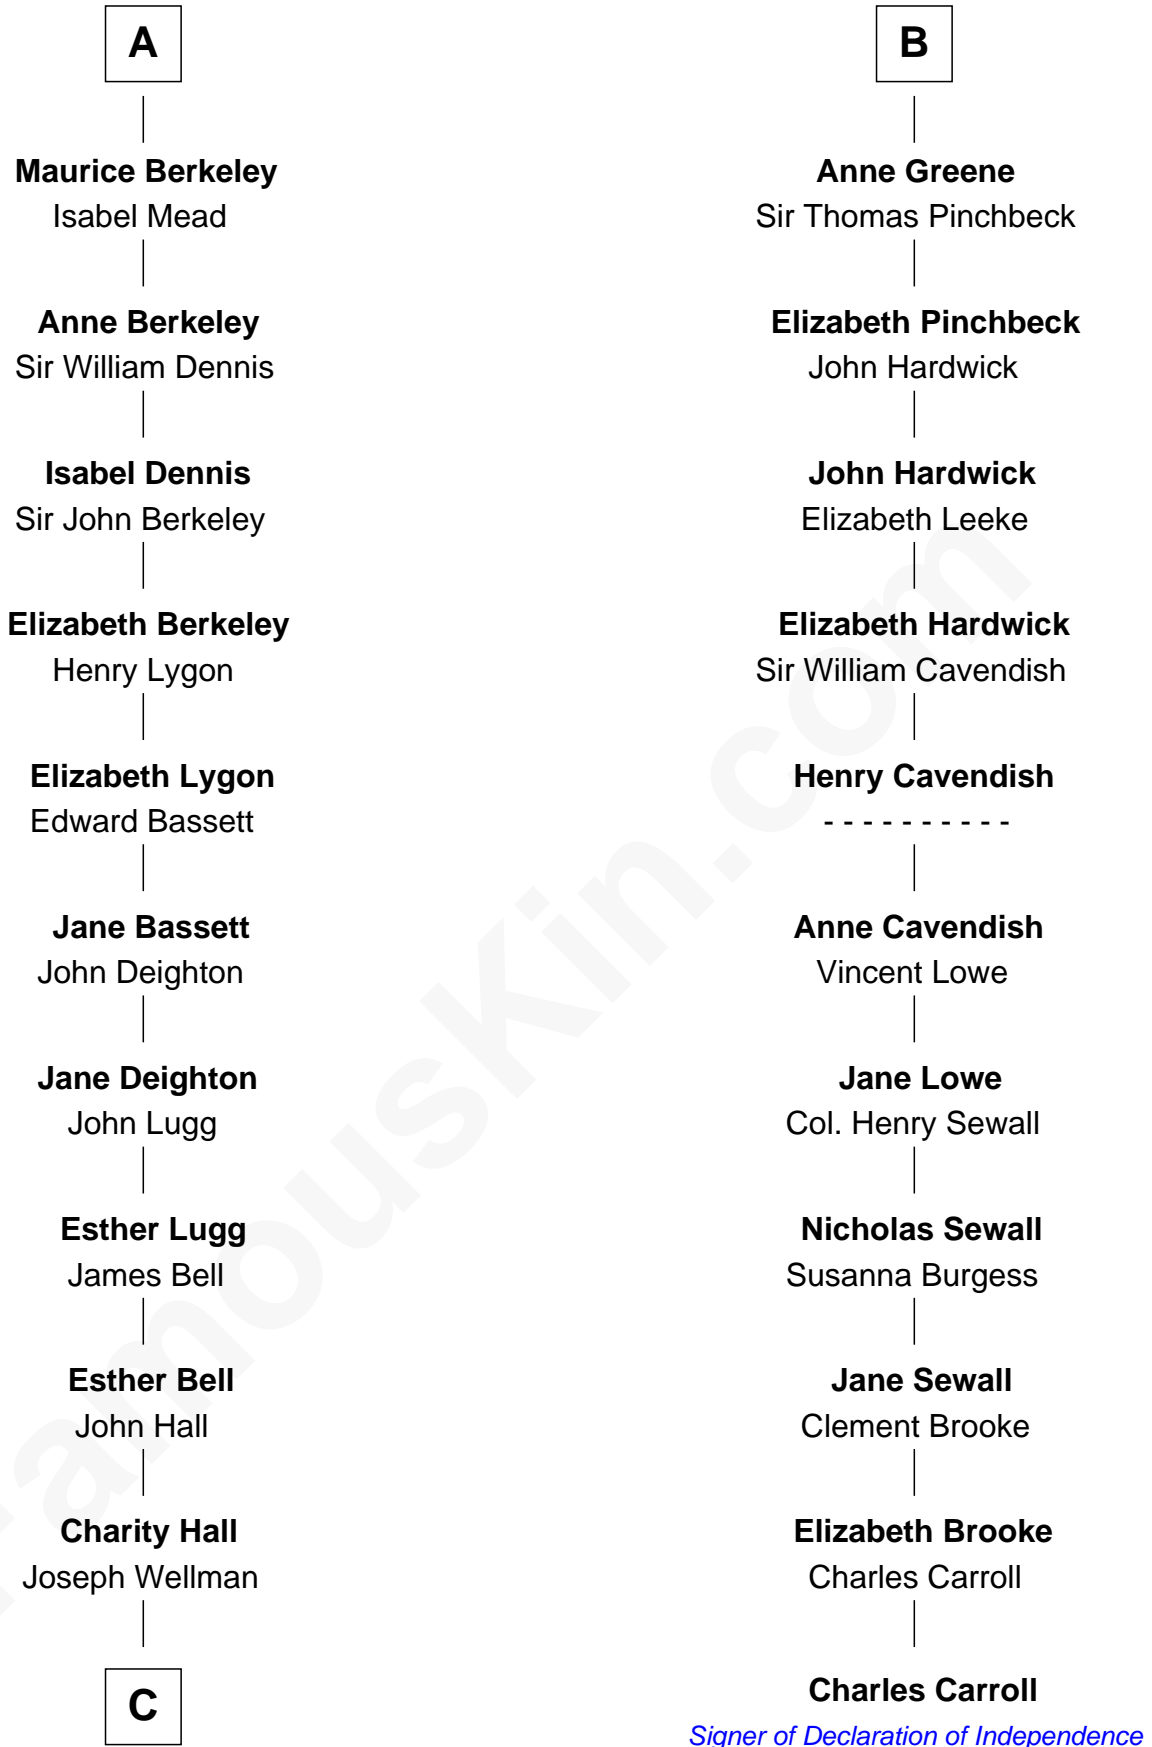 A
Maurice Berkeley
Isabel Mead
Anne Berkeley
Sir William Dennis
Isabel Dennis
Sir John Berkeley
Elizabeth Berkeley
Henry Lygon
Elizabeth Lygon
Edward Bassett
Jane Bassett
John Deighton
Jane Deighton
John Lugg
Esther Lugg
James Bell
Esther Bell
John Hall
Charity Hall
Joseph Wellman
C
B
Anne Greene
Sir Thomas Pinchbeck
Elizabeth Pinchbeck
John Hardwick
John Hardwick
Elizabeth Leeke
Elizabeth Hardwick
Sir William Cavendish
Henry Cavendish
- - - - - - - - - -
Anne Cavendish
Vincent Lowe
Jane Lowe
Col. Henry Sewall
Nicholas Sewall
Susanna Burgess
Jane Sewall
Clement Brooke
Elizabeth Brooke
Charles Carroll
Charles Carroll
Signer of Declaration of Independence
FamousKin.com